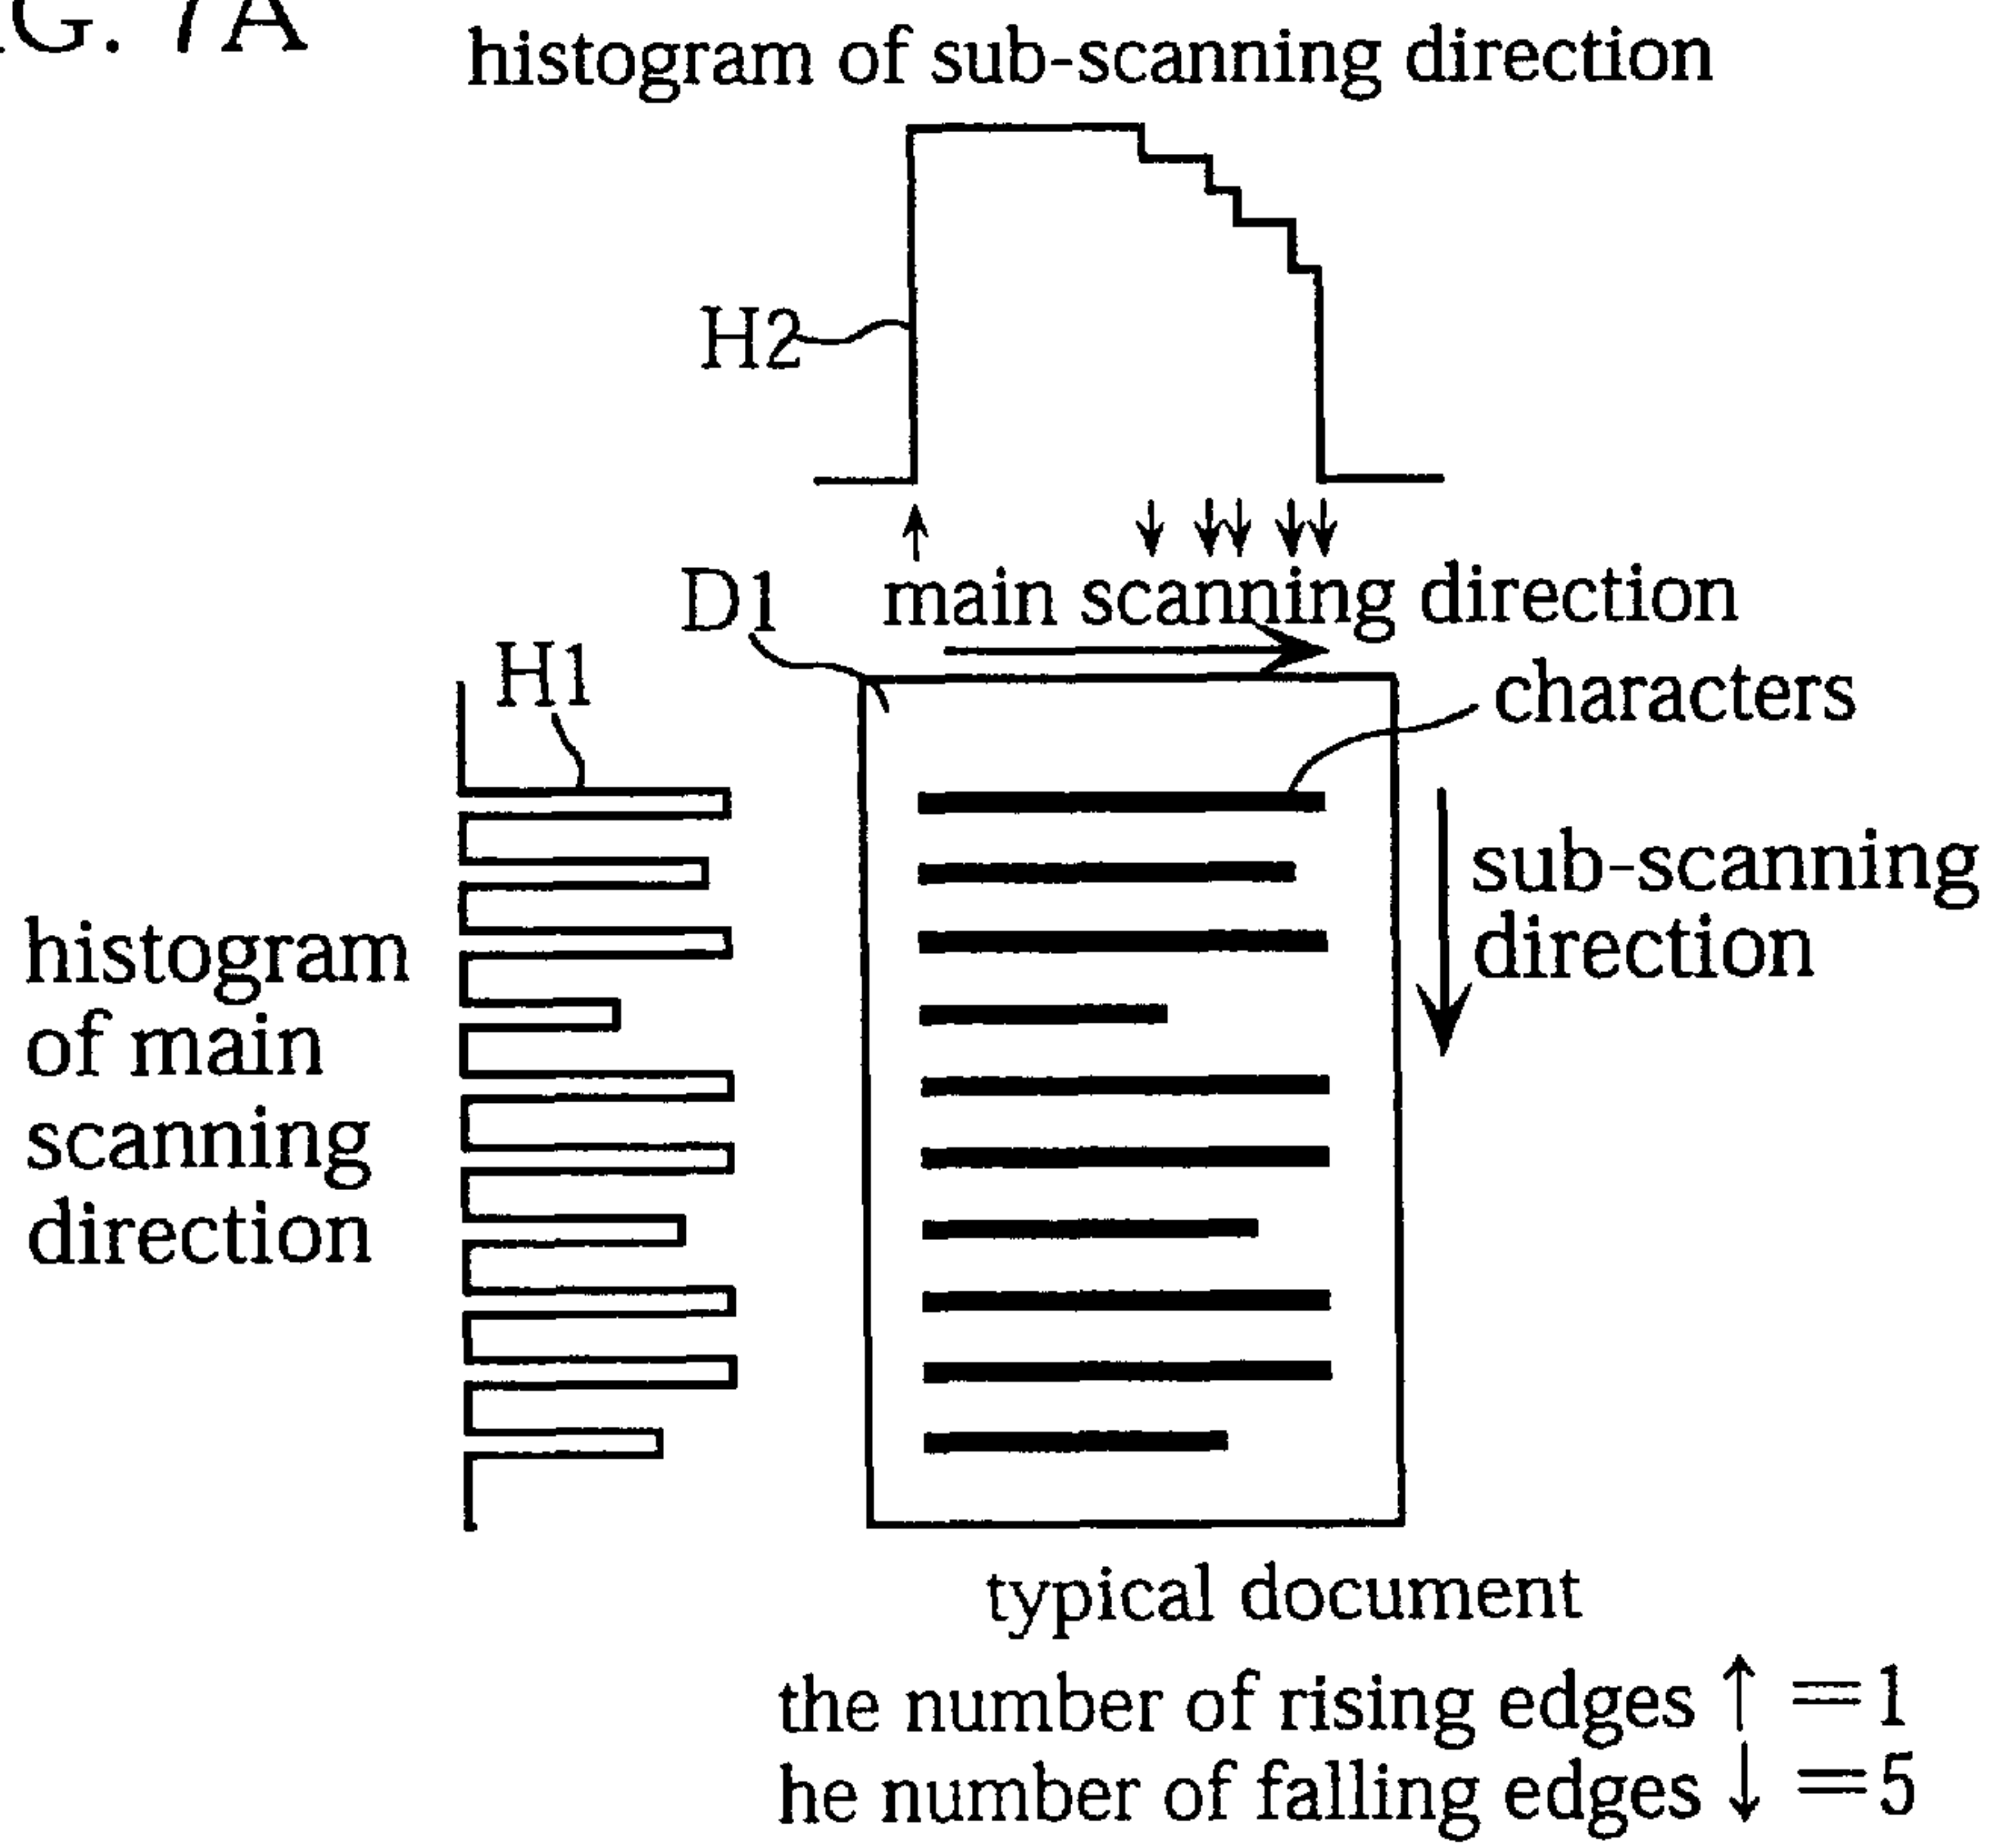 G. 7A
histogram of sub-scanning direction
H2
D1
main scanning direction
H1
characters
sub-scanning
direction
histogram
of main
scanning
direction
typical document
the number of rising edges ↑ =1
he number of falling edges ↓ =5